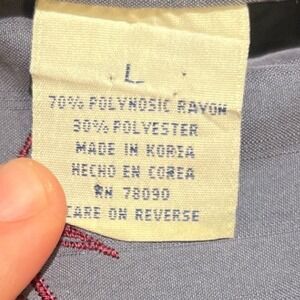 L
70% POLYNOSIC RAYON
30% POLYESTER
MADE IN KOREA
HECHO EN COREA
RN 78090
CARE ON REVERSE